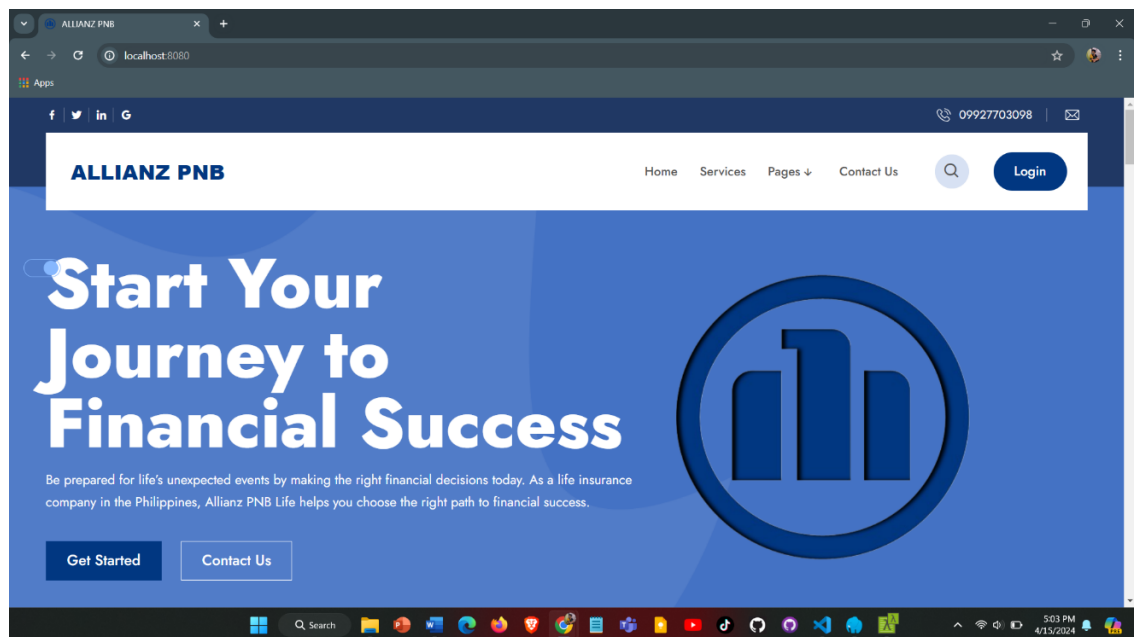 ALLIANZ PNB
localhost:8080
Apps
09927703098
ALLIANZ PNB
Home Services Pages ↓ Contact Us Login
Start Your
Journey to
Financial Success
Be prepared for life's unexpected events by making the right financial decisions today. As a life insurance
company in the Philippines, Allianz PNB Life helps you choose the right path to financial success.
Get Started Contact Us
Search
5:03 PM
4/15/2024